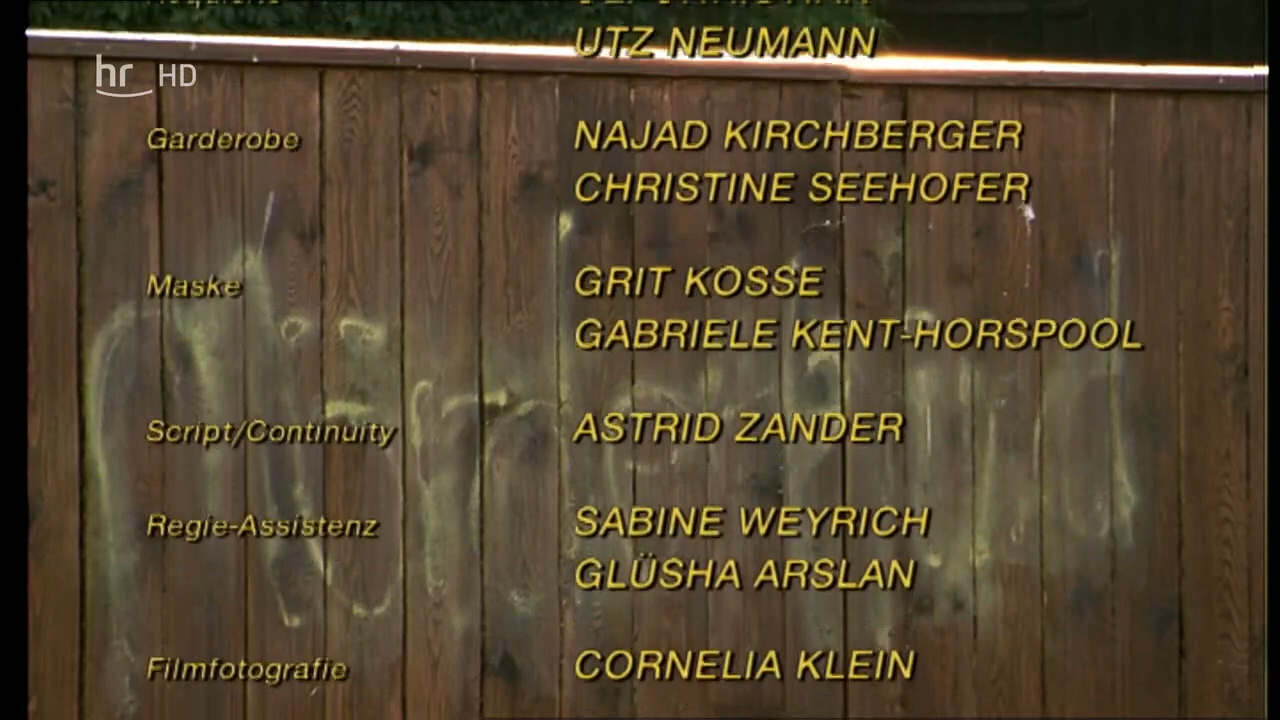 UTZ NEUMANN
hr HD
Garderobe NAJAD KIRCHBERGER
CHRISTINE SEEHOFER
Maske GRIT KOSSE
GABRIELE KENT-HORSPOOL
Script/Continuity ASTRID ZANDER
Regie-Assistenz SABINE WEYRICH
GLÜSHA ARSLAN
Filmfotografie CORNELIA KLEIN